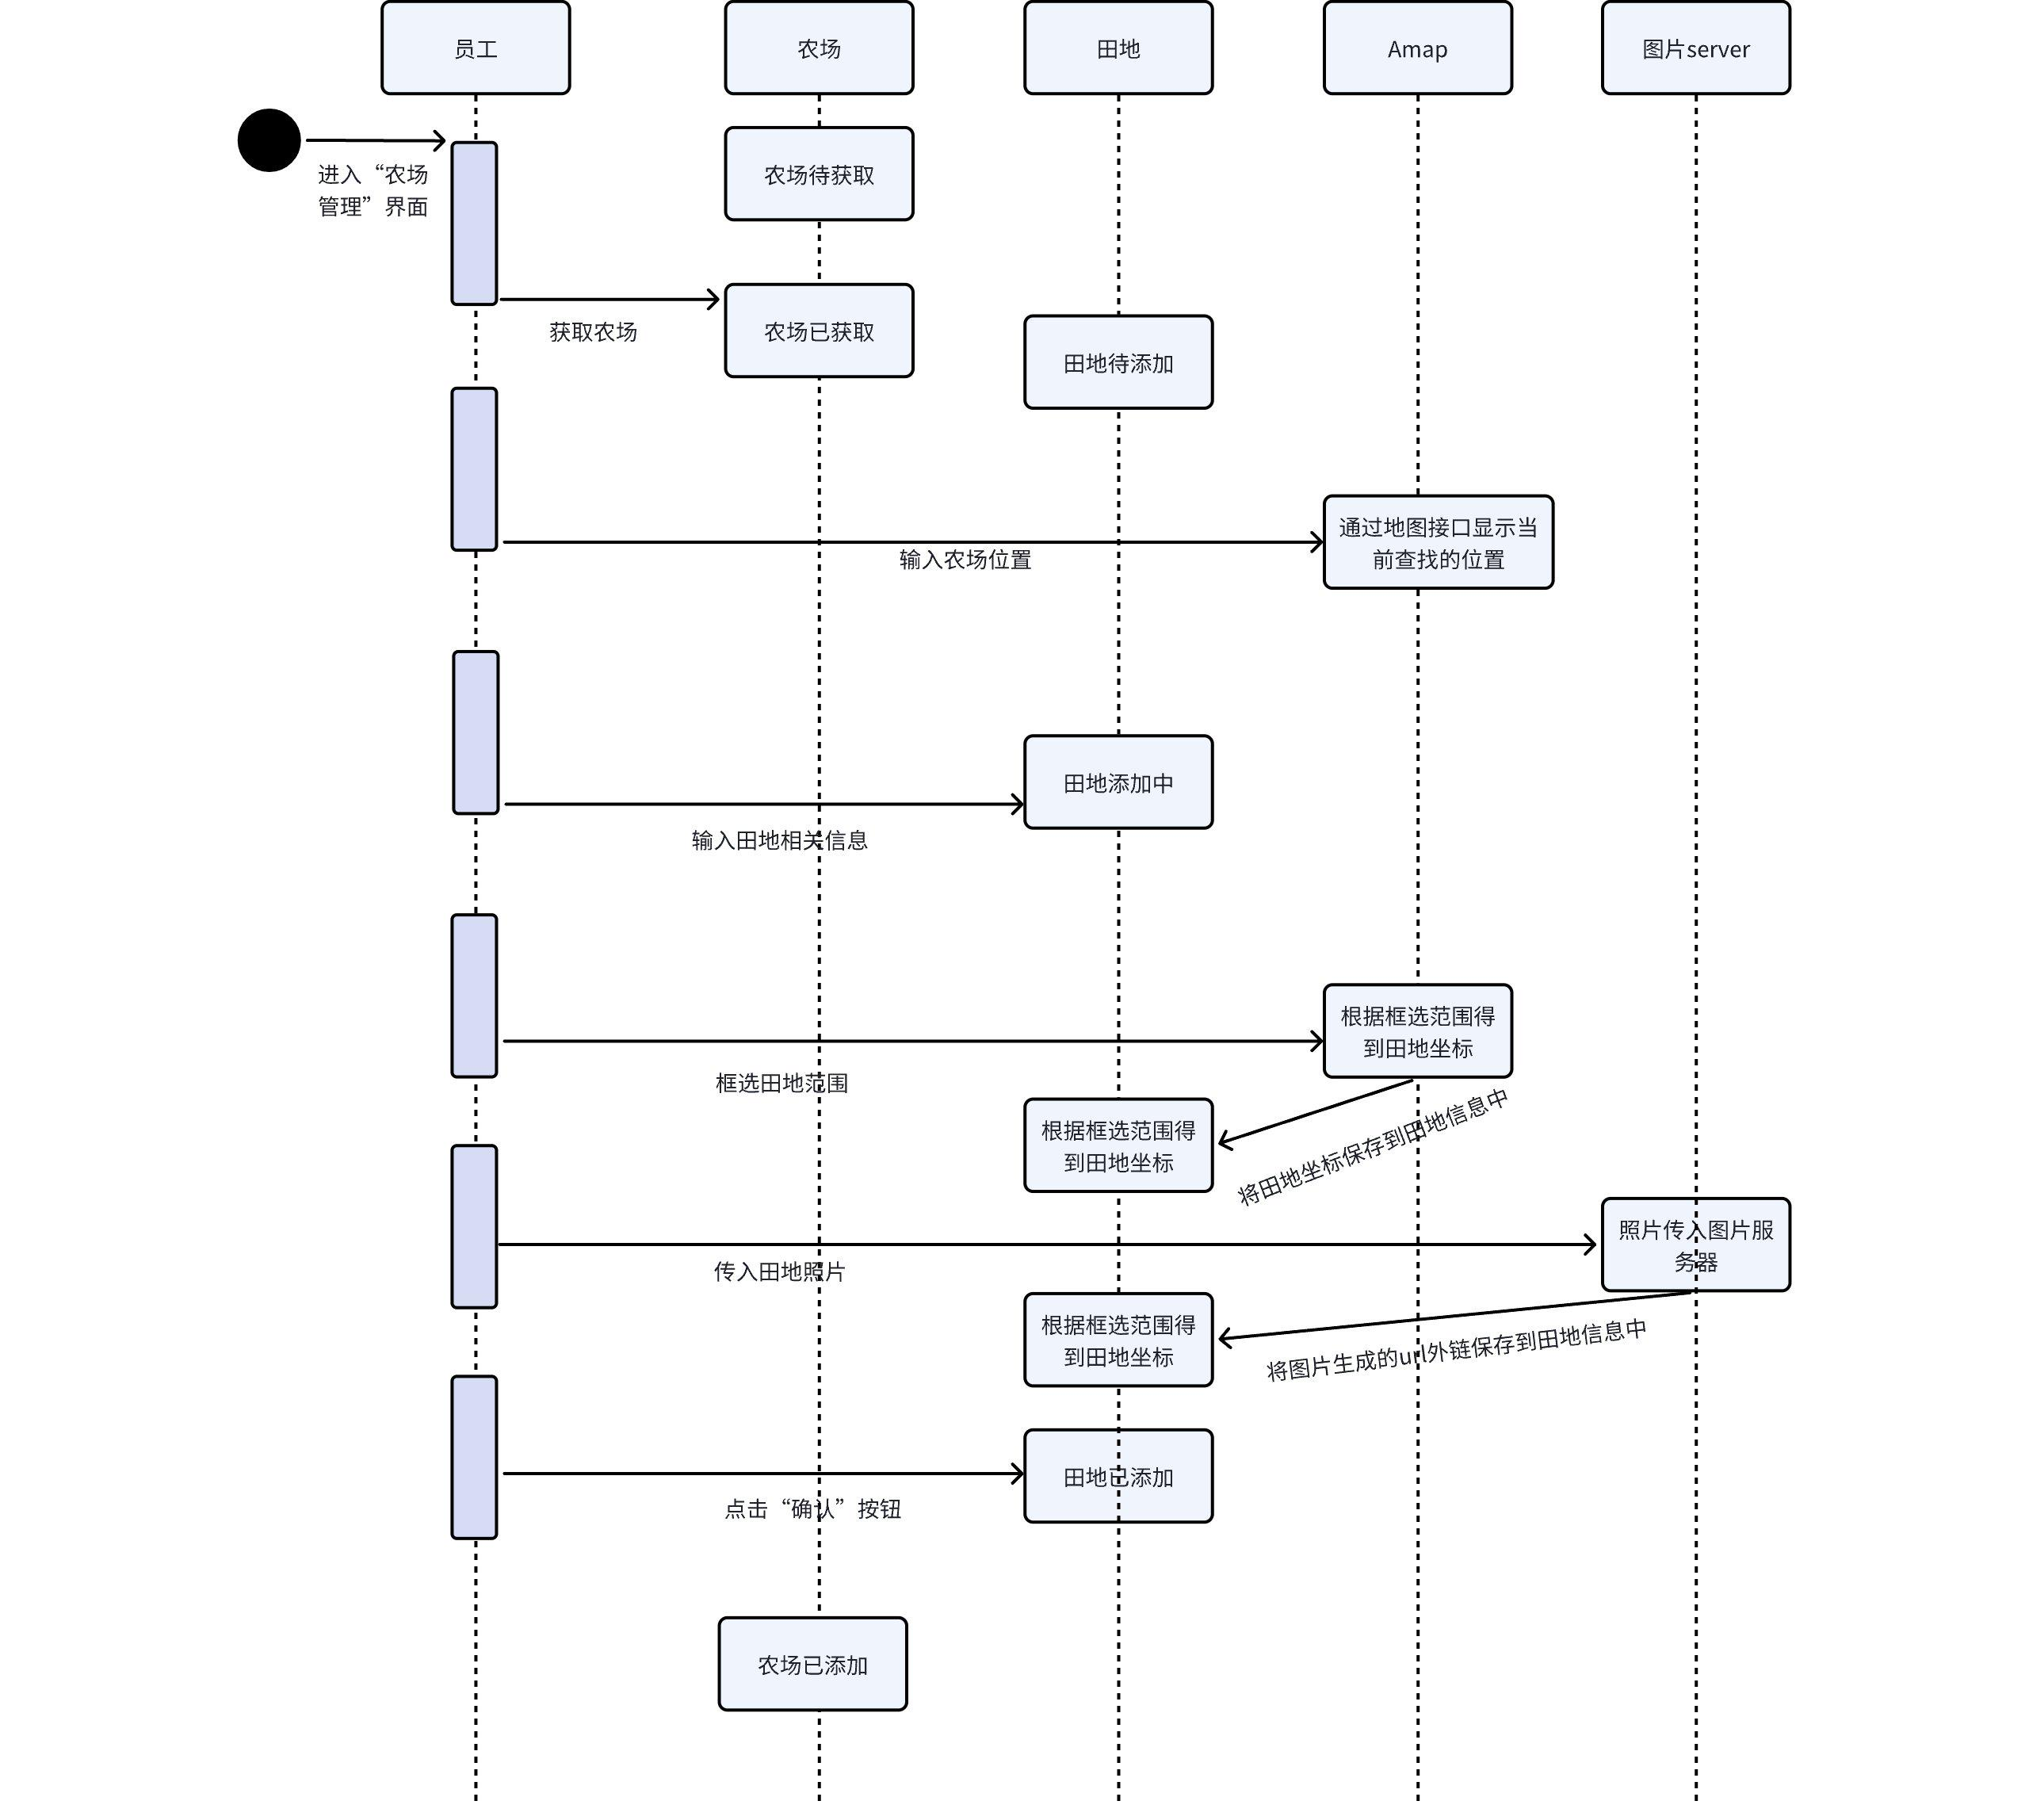 员工
农场
田地
Amap
图片server
进入“农场
管理”界面
农场待获取
获取农场
农场已获取
田地待添加
输入农场位置
通过地图接口显示当
前查找的位置
田地添加中
输入田地相关信息
根据框选范围得
到田地坐标
框选田地范围
根据框选范围得
到田地坐标
将田地坐标保存到田地信息中
照片传入图片服
务器
传入田地照片
根据框选范围得
到田地坐标
将图片生成的url外链保存到田地信息中
田地已添加
点击“确认”按钮
农场已添加